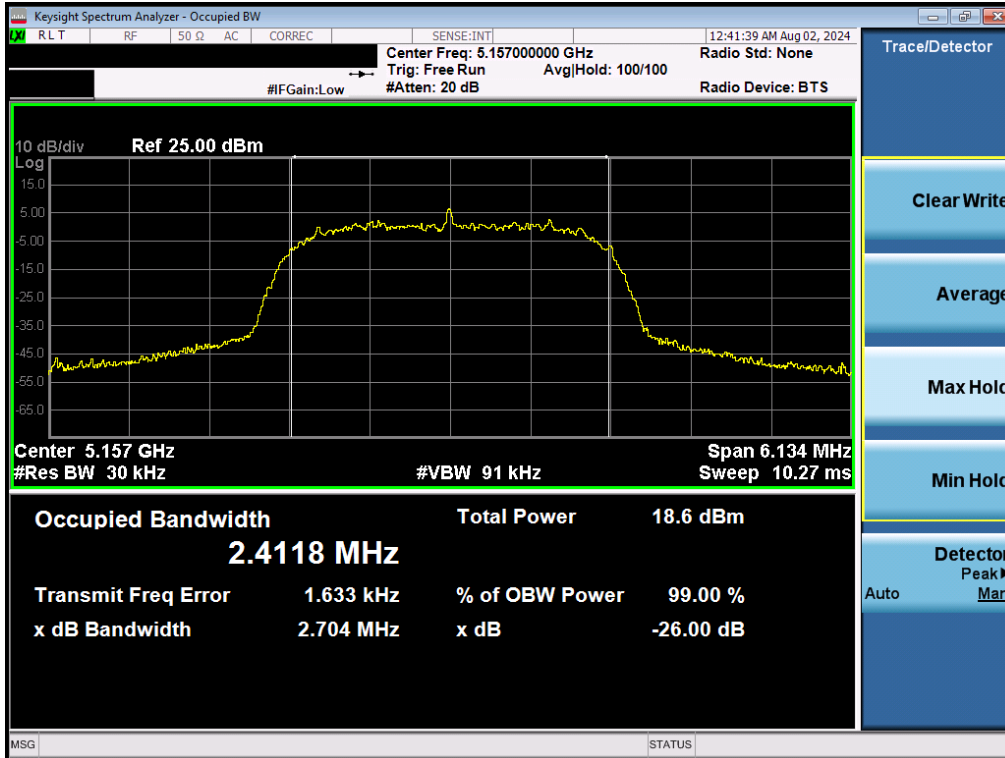 Keysight Spectrum Analyzer - Occupied BW
LXI RLT RF 50 Ω AC CORREC SENSE:INT 12:41:39 AM Aug 02, 2024
Center Freq: 5.157000000 GHz Radio Std: None
Trig: Free Run Avg|Hold: 100/100
#IFGain:Low #Atten: 20 dB Radio Device: BTS
10 dB/div Ref 25.00 dBm
Log
15.0
5.00
-5.00
-15.0
-25.0
-35.0
-45.0
-55.0
-65.0
Center 5.157 GHz Span 6.134 MHz
#Res BW 30 kHz #VBW 91 kHz Sweep 10.27 ms
Occupied Bandwidth Total Power 18.6 dBm
2.4118 MHz
Transmit Freq Error 1.633 kHz % of OBW Power 99.00 %
x dB Bandwidth 2.704 MHz x dB -26.00 dB
MSG STATUS
Trace/Detector
Clear Write
Average
Max Hold
Min Hold
Detector
Peak
Auto Man